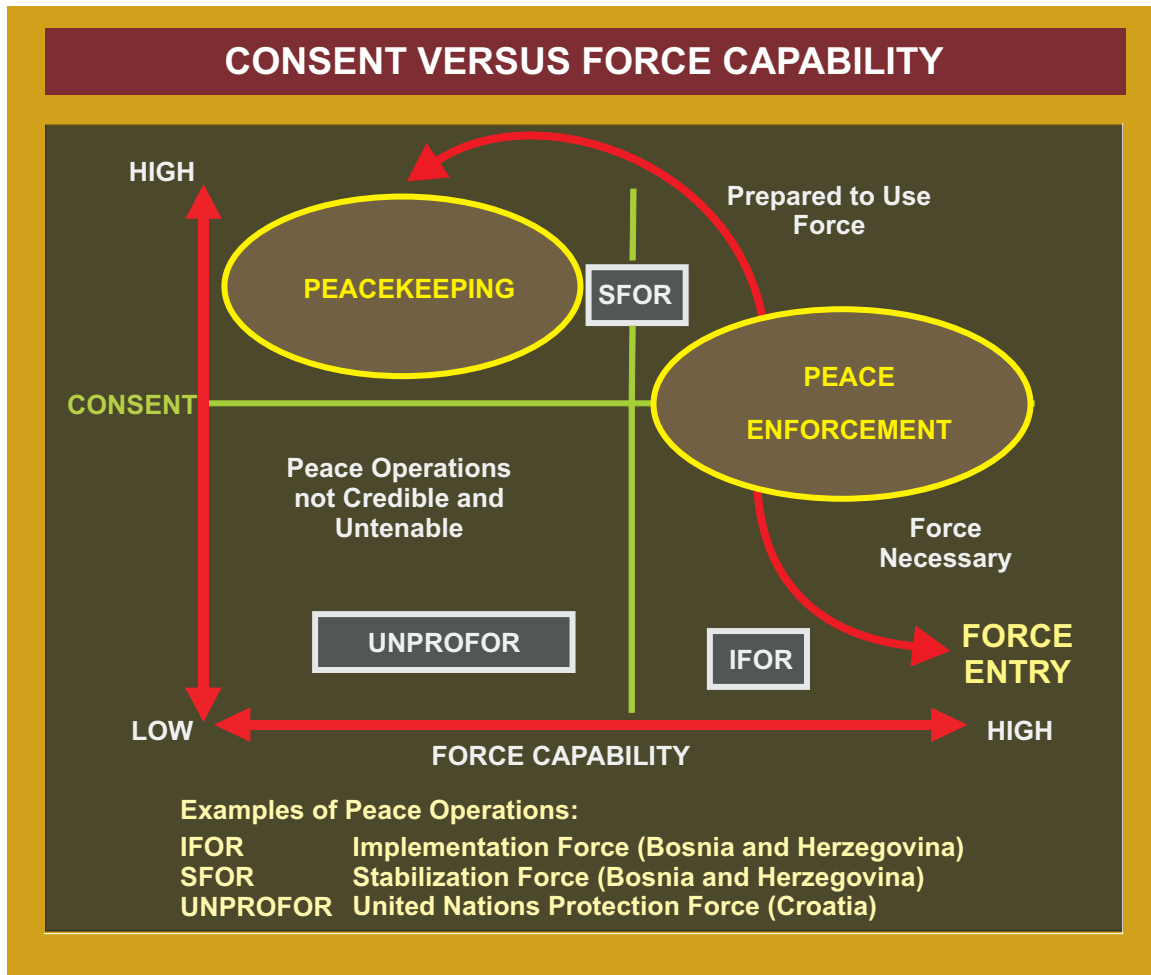 CONSENT VERSUS FORCE CAPABILITY
HIGH
Prepared to Use
Force
PEACEKEEPING
SFOR
PEACE
ENFORCEMENT
CONSENT
Peace Operations
not Credible and
Untenable
Force
Necessary
UNPROFOR
IFOR
FORCE
ENTRY
LOW
HIGH
FORCE CAPABILITY
Examples of Peace Operations:
IFOR Implementation Force (Bosnia and Herzegovina)
SFOR Stabilization Force (Bosnia and Herzegovina)
UNPROFOR United Nations Protection Force (Croatia)